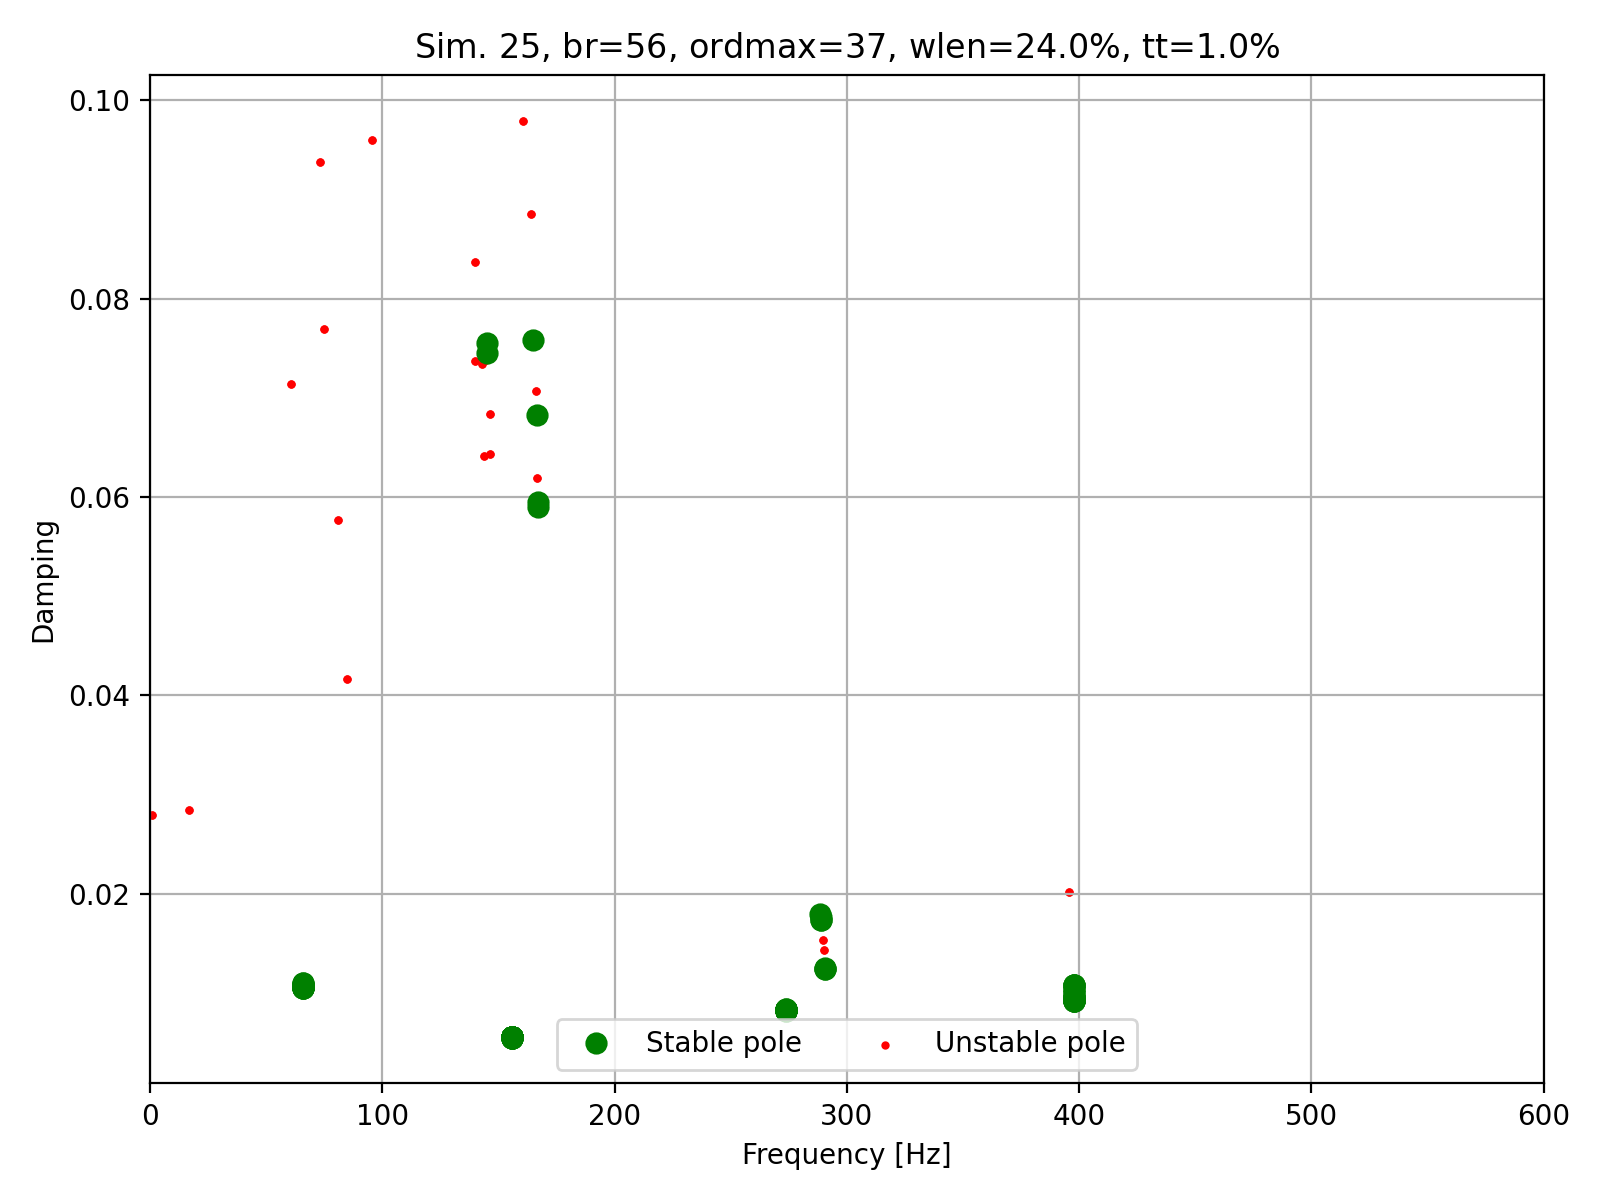 Sim. 25, br=56, ordmax=37, wlen=24.0%, tt=1.0%
0.10
0.08
0.06
0.04
0.02
Damping
Stable pole
Unstable pole
0
100
200
300
400
500
600
Frequency [Hz]